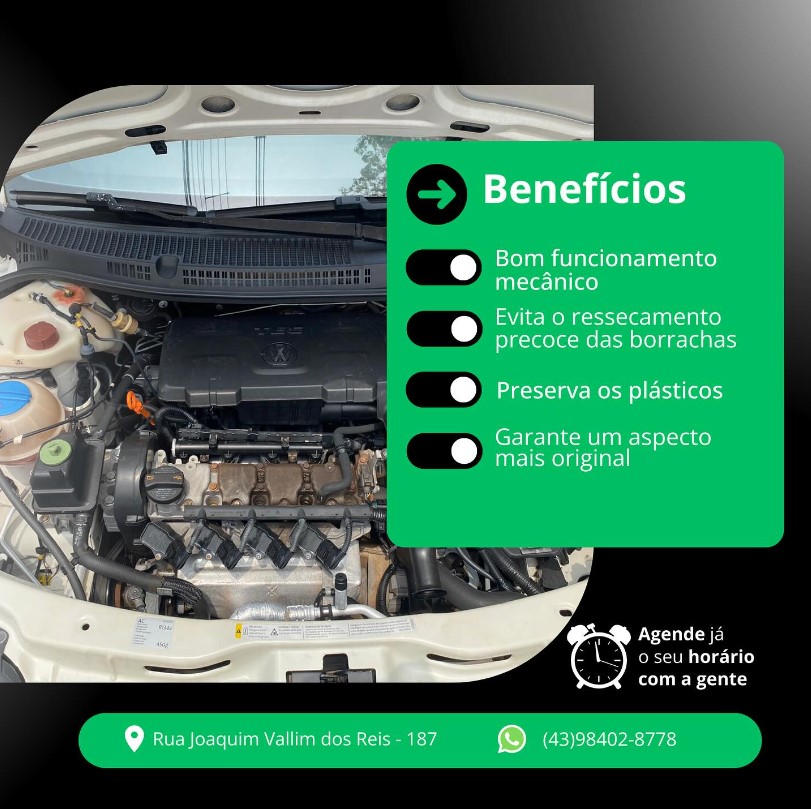 Benefícios
Bom funcionamento
mecânico
Evita o ressecamento
precoce das borrachas
Preserva os plásticos
Garante um aspecto
mais original
Agende já
o seu horário
com a gente
Rua Joaquim Vallim dos Reis - 187
(43)98402-8778